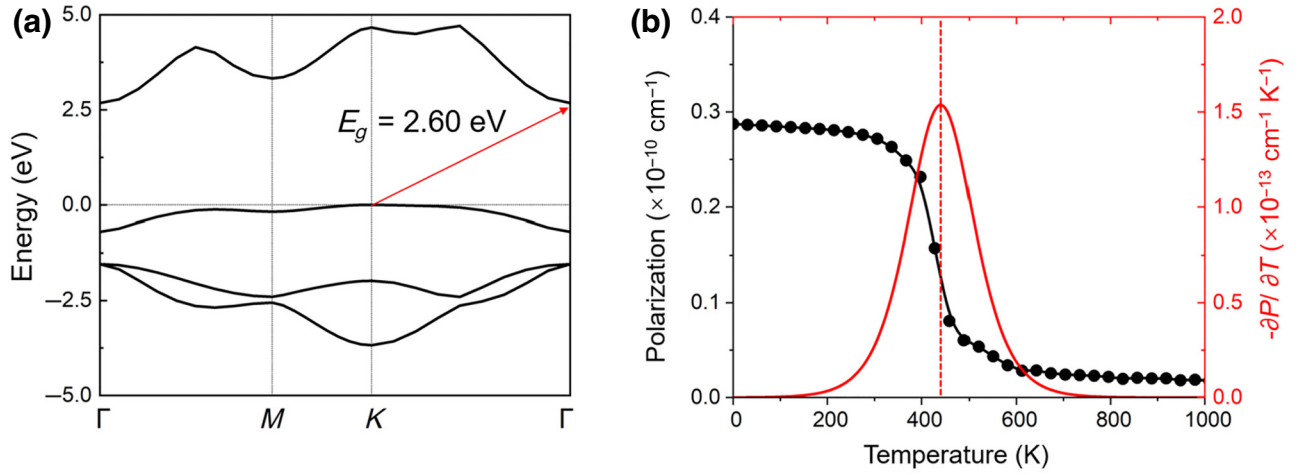 (a)
Energy (eV)
5.0
2.5
0.0
−2.5
−5.0
Eg = 2.60 eV
Γ
M
K
Γ
(b)
Polarization (×10⁻¹⁰ cm⁻¹)
0.4
0.3
0.2
0.1
0.0
0
200
400
600
800
1000
Temperature (K)
2.0
1.5
1.0
0.5
0.0
-∂P/ ∂T (×10⁻¹³ cm⁻¹ K⁻¹)